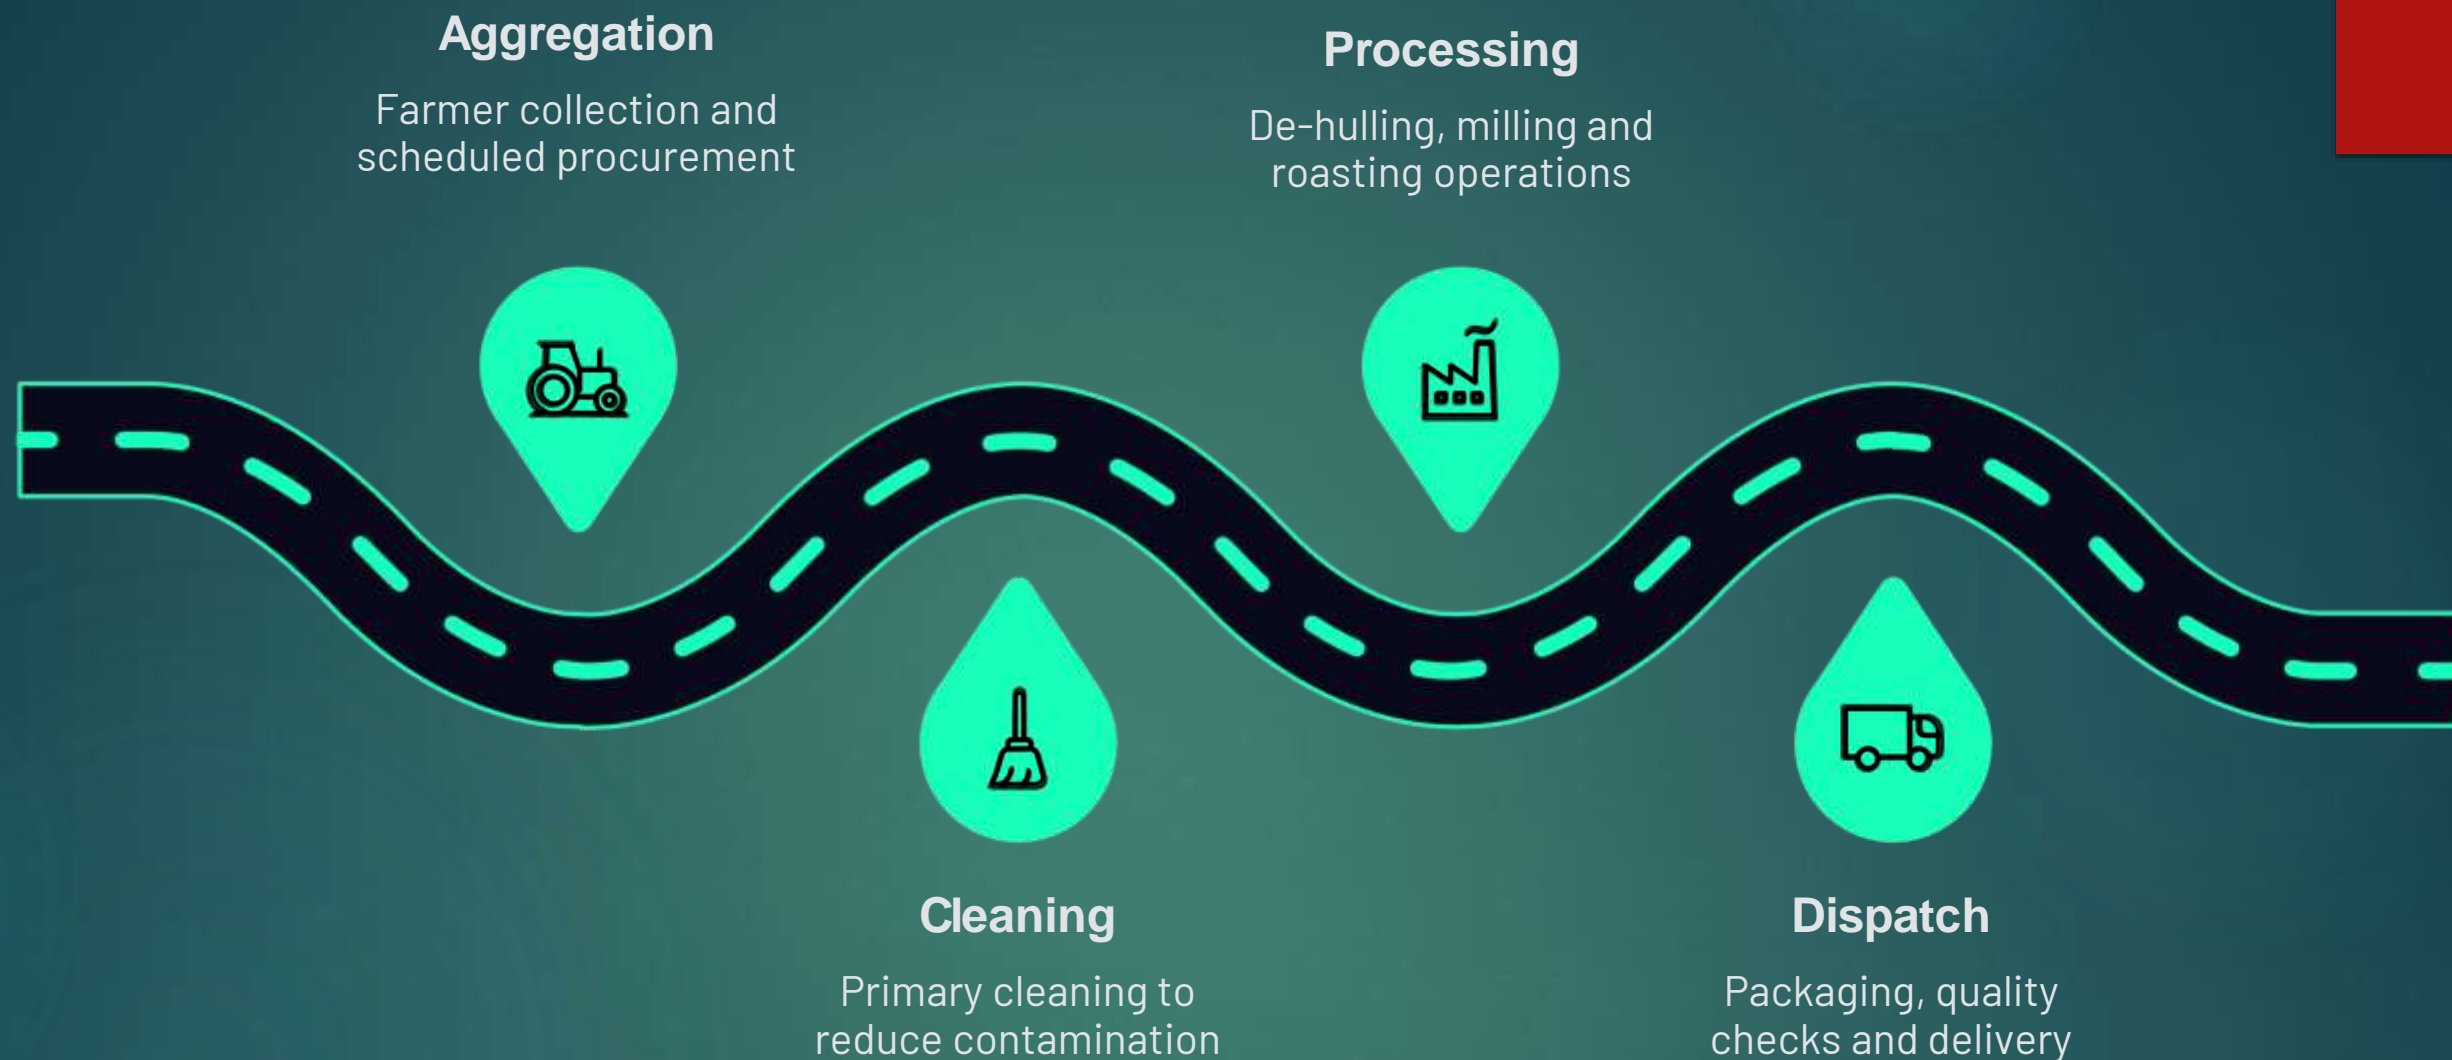 Aggregation
Farmer collection and
scheduled procurement
Cleaning
Primary cleaning to
reduce contamination
Processing
De-hulling, milling and
roasting operations
Dispatch
Packaging, quality
checks and delivery